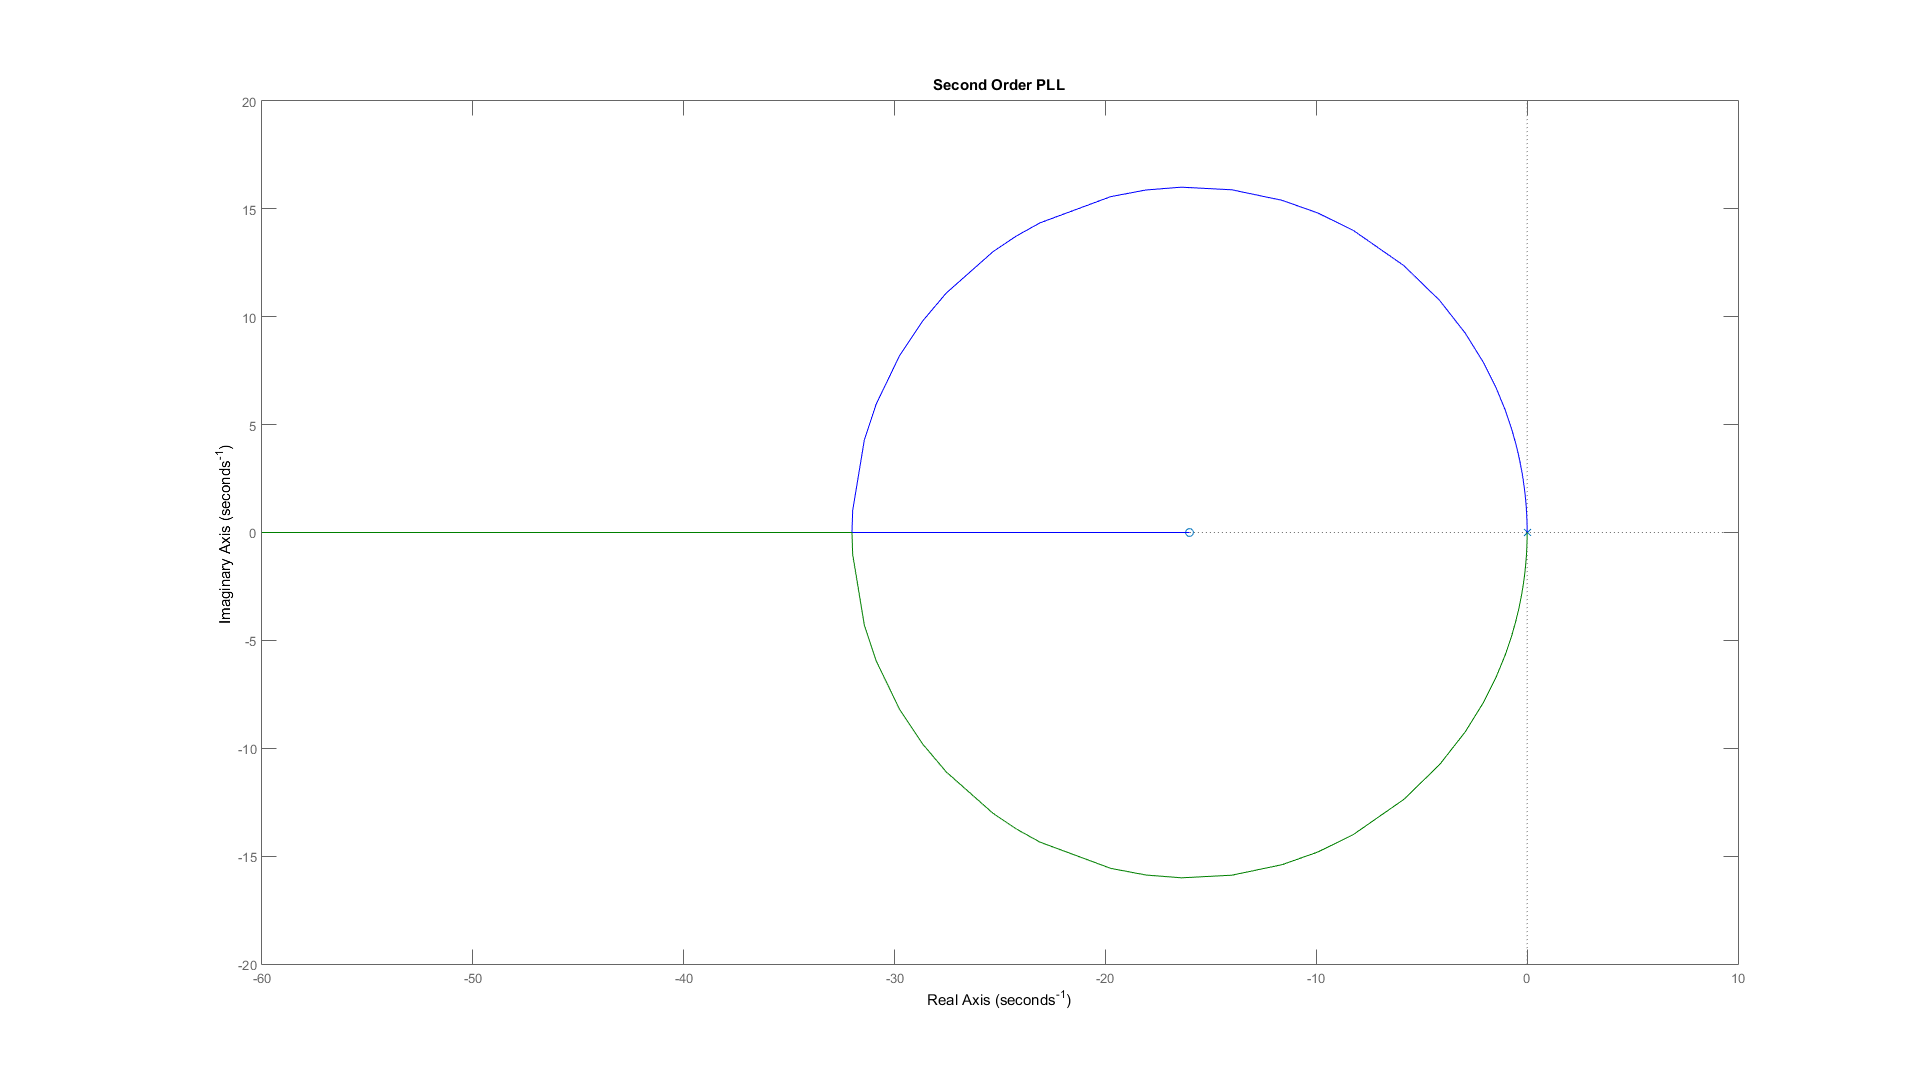 Second Order PLL
20
15
10
5
0
-5
-10
-15
-20
Imaginary Axis (seconds⁻¹)
-60 -50 -40 -30 -20 -10 0 10
Real Axis (seconds⁻¹)